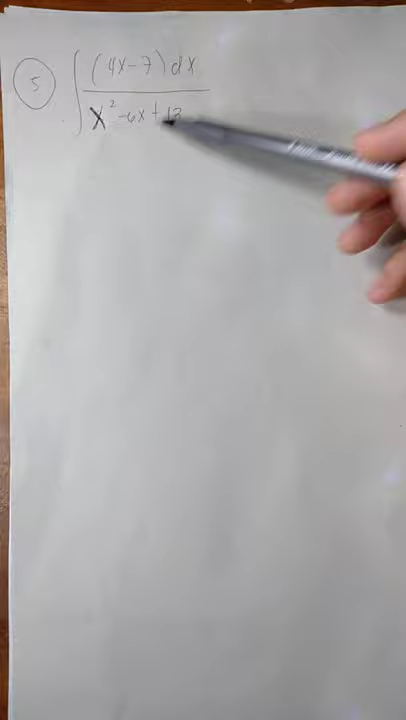 5
∫ (4x-7) dx
x² -6x + 13